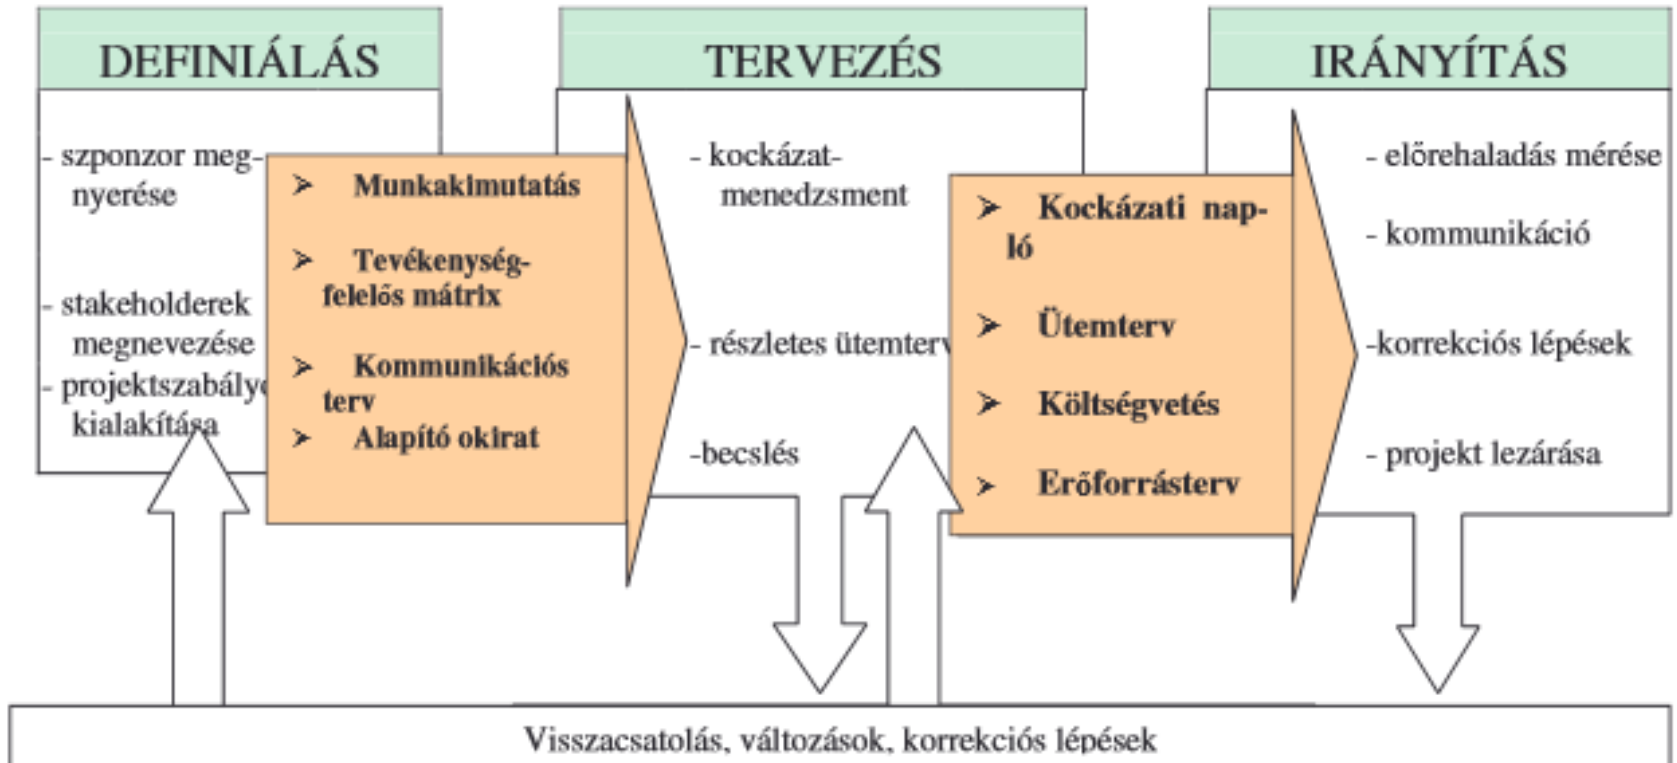 DEFINIÁLÁS
- szponzor meg-
nyerése
- stakeholderek
megnevezése
- projektszabály
kialakítása
➢ Munkakimutatás
➢ Tevékenység-
felelős mátrix
➢ Kommunikációs
terv
➢ Alapító okirat
TERVEZÉS
- kockázat-
menedzsment
- részletes ütemterv
-becslés
➢ Kockázati nap-
ló
➢ Ütemterv
➢ Költségvetés
➢ Erőforrásterv
IRÁNYÍTÁS
- előrehaladás mérése
- kommunikáció
-korrekciós lépések
- projekt lezárása
Visszacsatolás, változások, korrekciós lépések